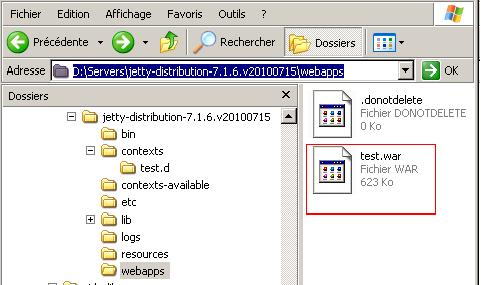 Fichier Edition Affichage Favoris Outils ?
Précédente Rechercher Dossiers
Adresse D:\Servers\jetty-distribution-7.1.6.v20100715\webapps OK
Dossiers
jetty-distribution-7.1.6.v20100715
bin
contexts
test.d
contexts-available
etc
lib
logs
resources
webapps
.donotdelete
Fichier DONOTDELETE
0 Ko
test.war
Fichier WAR
623 Ko